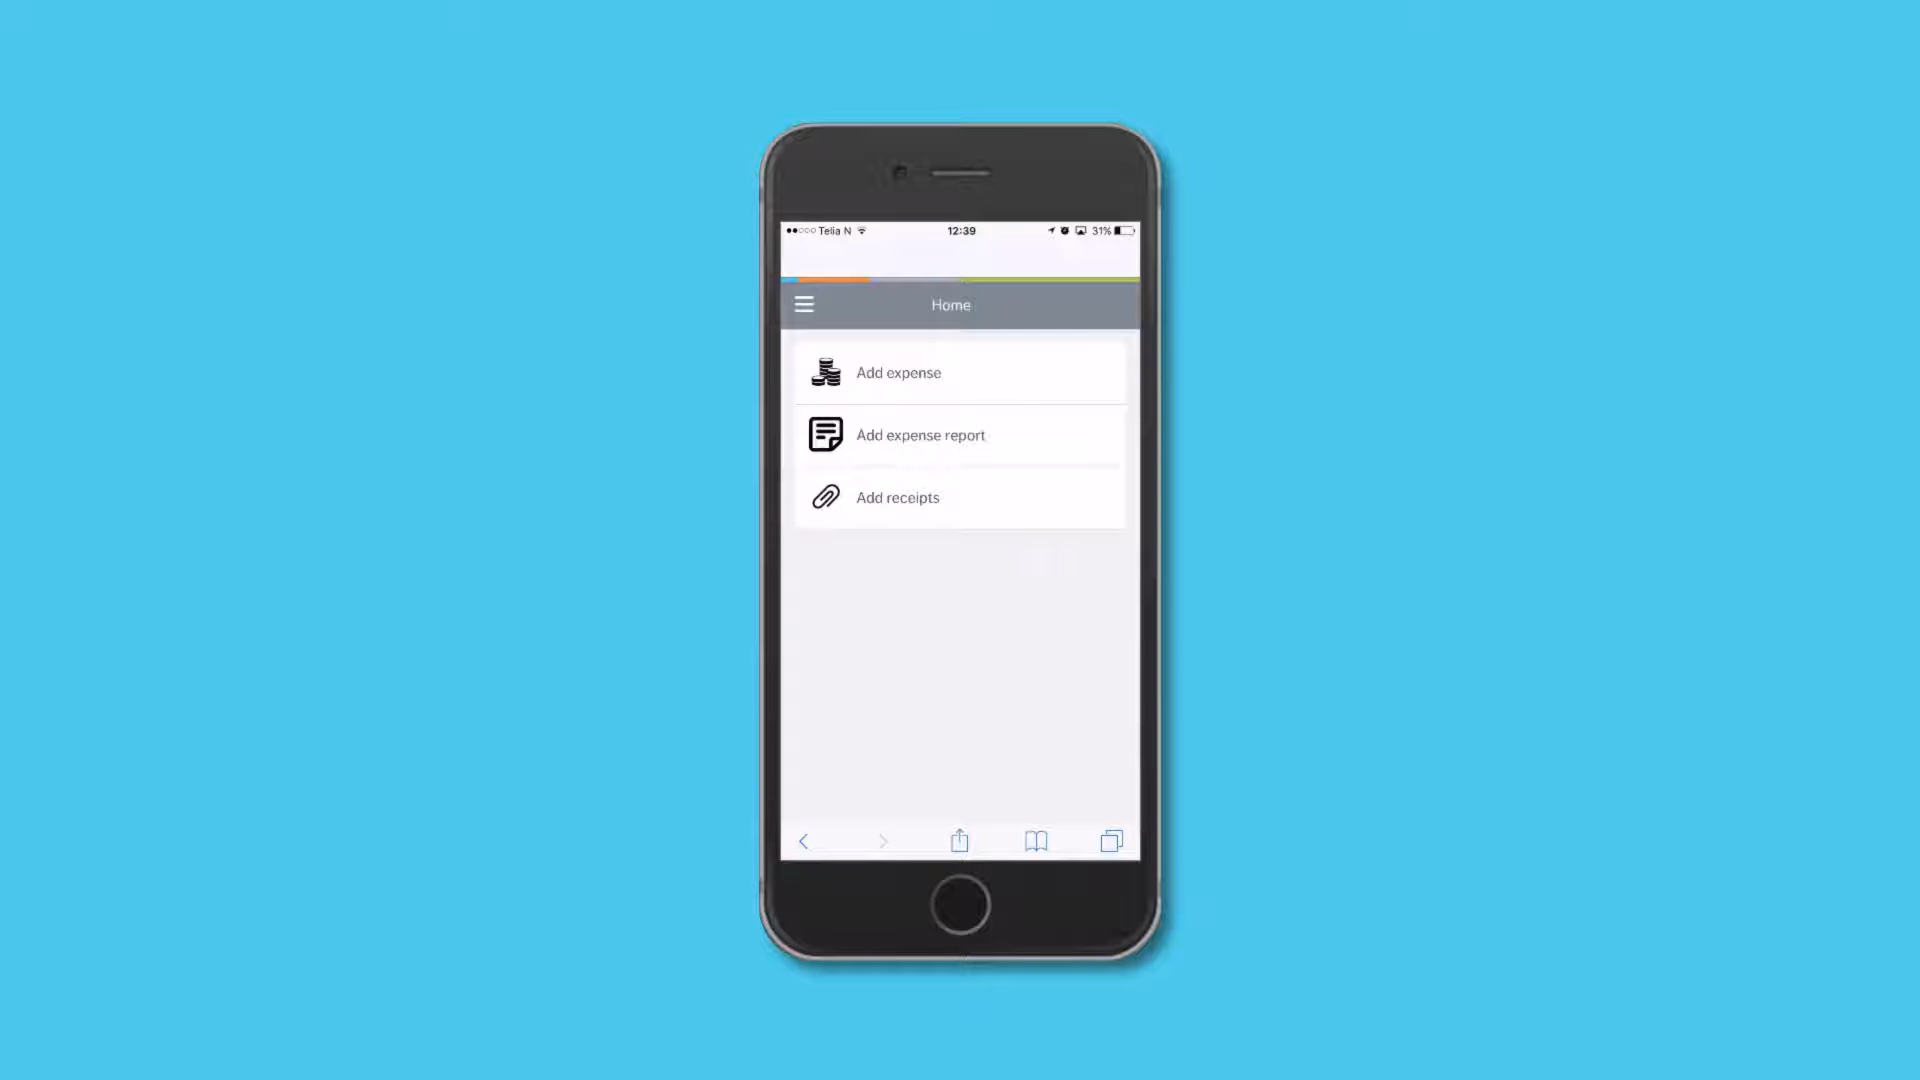 Telia N 12:39 31%
Home
Add expense
Add expense report
Add receipts